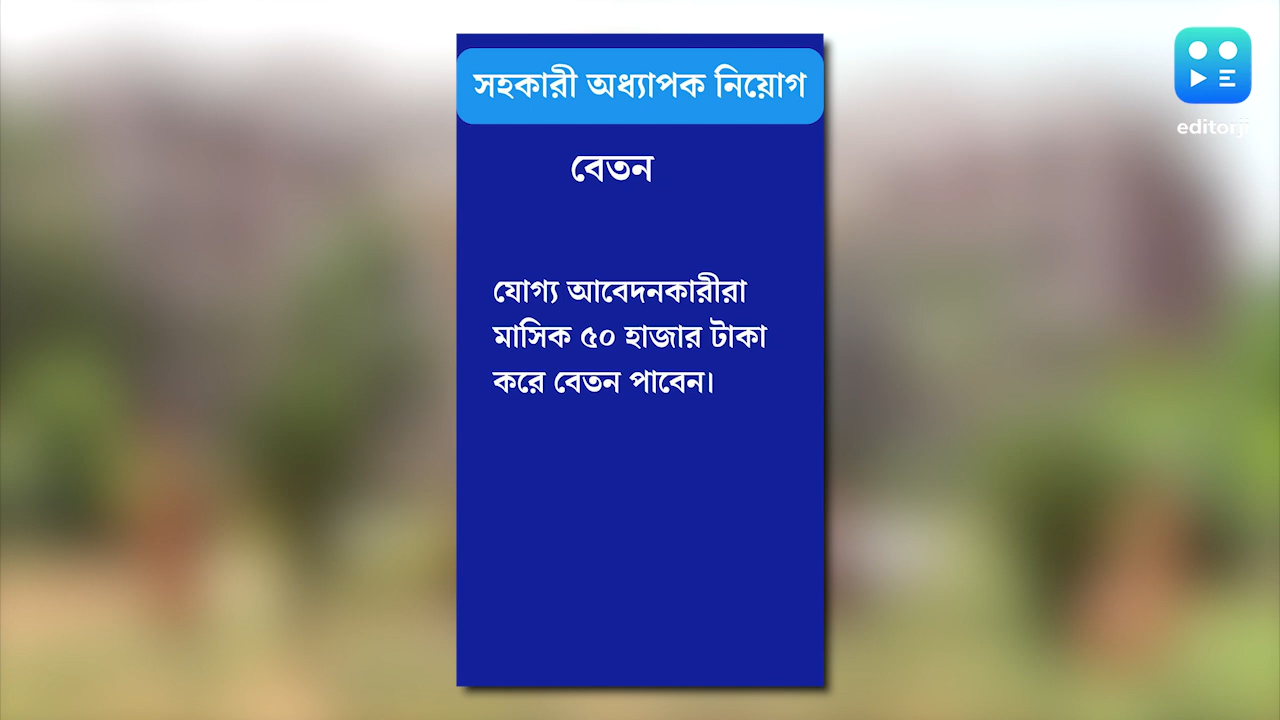 সহকারী অধ্যাপক নিয়োগ
বেতন
যোগ্য আবেদনকারীরা
মাসিক ৫০ হাজার টাকা
করে বেতন পাবেন।
editorji